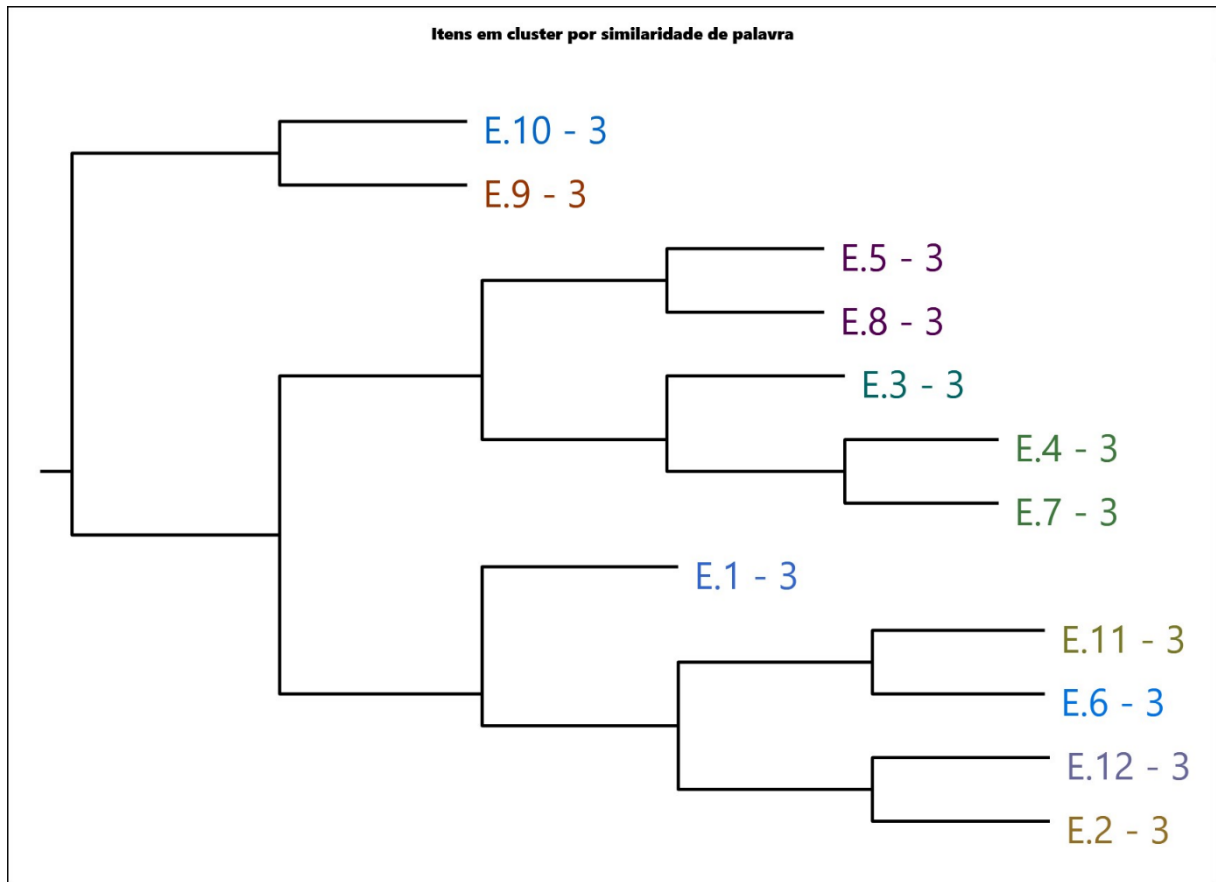 Itens em cluster por similaridade de palavra
E.10 - 3
E.9 - 3
E.5 - 3
E.8 - 3
E.3 - 3
E.4 - 3
E.7 - 3
E.1 - 3
E.11 - 3
E.6 - 3
E.12 - 3
E.2 - 3